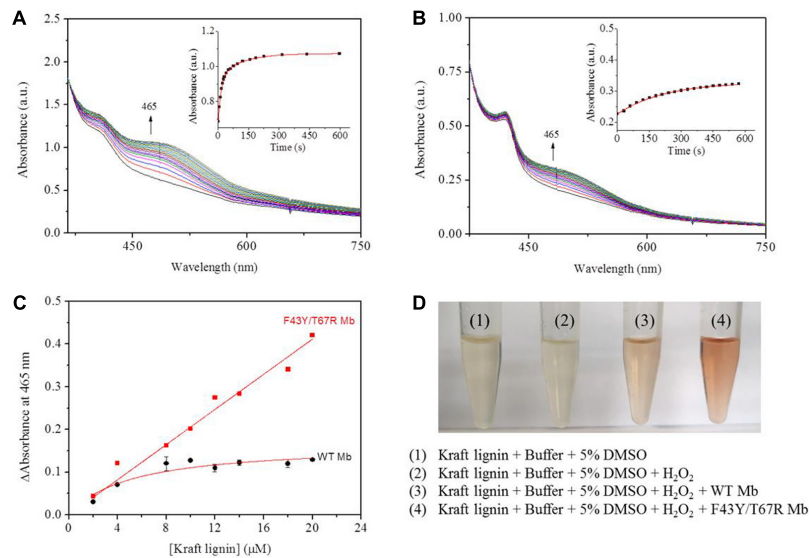 A
2.5
2.0
1.5
1.0
0.5
0.0
Absorbance (a.u.)
450
600
750
Wavelength (nm)
465
1.2
1.0
0.8
Absorbance (a.u.)
0 100 200 300 400 500 600
Time (s)
B
1.00
0.75
0.50
0.25
0.00
Absorbance (a.u.)
450
600
750
Wavelength (nm)
465
0.5
0.4
0.3
0.2
Absorbance (a.u.)
0 150 300 450 600
Time (s)
C
0.5
0.4
0.3
0.2
0.1
0.0
ΔAbsorbance at 465 nm
F43Y/T67R Mb
WT Mb
0 4 8 12 16 20 24
[Kraft lignin] (μM)
D
(1) (2) (3) (4)
(1) Kraft lignin + Buffer + 5% DMSO
(2) Kraft lignin + Buffer + 5% DMSO + H₂O₂
(3) Kraft lignin + Buffer + 5% DMSO + H₂O₂ + WT Mb
(4) Kraft lignin + Buffer + 5% DMSO + H₂O₂ + F43Y/T67R Mb